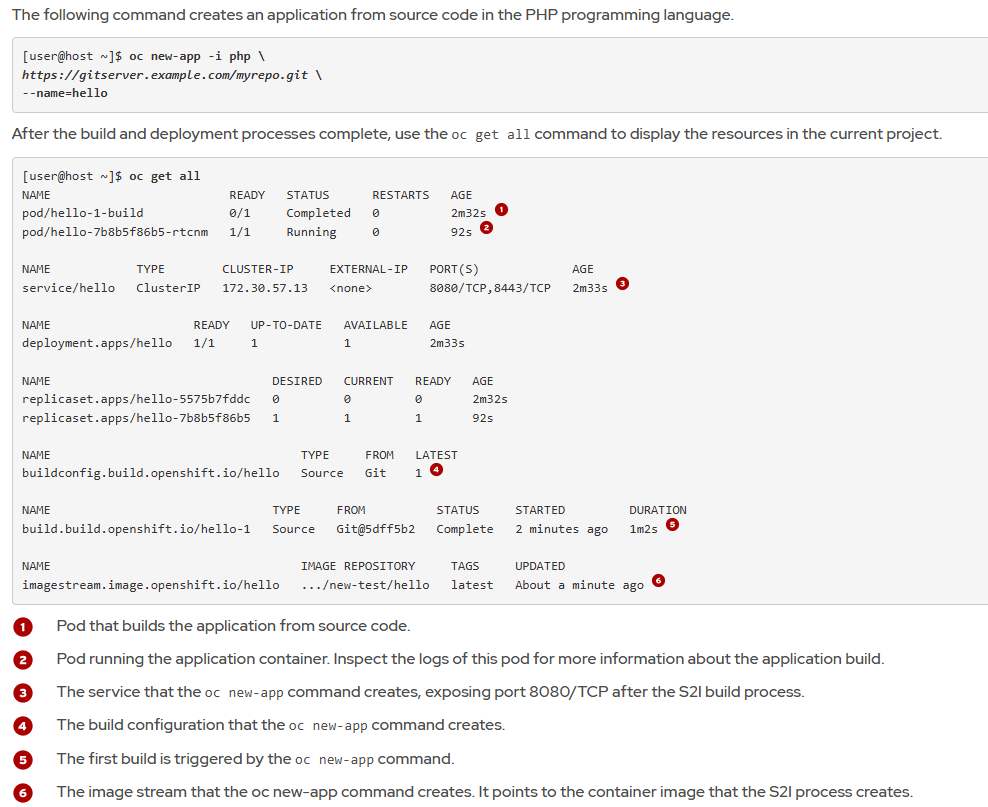 The following command creates an application from source code in the PHP programming language.
[user@host ~]$ oc new-app -i php \
https://gitserver.example.com/myrepo.git \
--name=hello
After the build and deployment processes complete, use the oc get all command to display the resources in the current project.
[user@host ~]$ oc get all
NAME READY STATUS RESTARTS AGE
pod/hello-1-build 0/1 Completed 0 2m32s 1
pod/hello-7b8b5f86b5-rtcnm 1/1 Running 0 92s 2
NAME TYPE CLUSTER-IP EXTERNAL-IP PORT(S) AGE
service/hello ClusterIP 172.30.57.13 <none> 8080/TCP,8443/TCP 2m33s 3
NAME READY UP-TO-DATE AVAILABLE AGE
deployment.apps/hello 1/1 1 1 2m33s
NAME DESIRED CURRENT READY AGE
replicaset.apps/hello-5575b7fddc 0 0 0 2m32s
replicaset.apps/hello-7b8b5f86b5 1 1 1 92s
NAME TYPE FROM LATEST
buildconfig.build.openshift.io/hello Source Git 1 4
NAME TYPE FROM STATUS STARTED DURATION
build.build.openshift.io/hello-1 Source Git@5dff5b2 Complete 2 minutes ago 1m2s 5
NAME IMAGE REPOSITORY TAGS UPDATED
imagestream.image.openshift.io/hello .../new-test/hello latest About a minute ago 6
1 Pod that builds the application from source code.
2 Pod running the application container. Inspect the logs of this pod for more information about the application build.
3 The service that the oc new-app command creates, exposing port 8080/TCP after the S2I build process.
4 The build configuration that the oc new-app command creates.
5 The first build is triggered by the oc new-app command.
6 The image stream that the oc new-app command creates. It points to the container image that the S2I process creates.